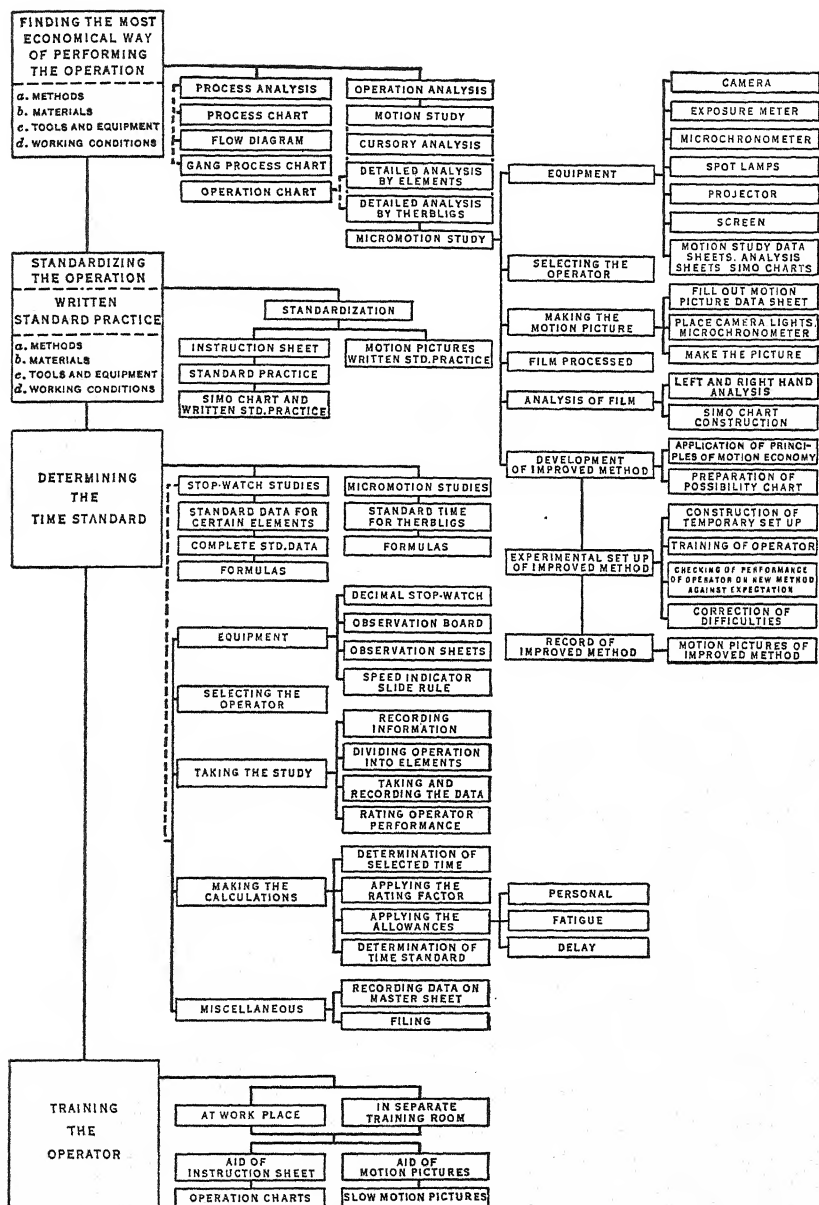 FINDING THE MOST
ECONOMICAL WAY
OF PERFORMING
THE OPERATION
a. METHODS
b. MATERIALS
c. TOOLS AND EQUIPMENT
d. WORKING CONDITIONS
PROCESS ANALYSIS
PROCESS CHART
FLOW DIAGRAM
GANG PROCESS CHART
OPERATION CHART
OPERATION ANALYSIS
MOTION STUDY
CURSORY ANALYSIS
DETAILED ANALYSIS
BY ELEMENTS
DETAILED ANALYSIS
BY THERBLIGS
MICROMOTION STUDY
EQUIPMENT
CAMERA
EXPOSURE METER
MICROCHRONOMETER
SPOT LAMPS
PROJECTOR
SCREEN
MOTION STUDY DATA
SHEETS. ANALYSIS
SHEETS SIMO CHARTS
SELECTING THE
OPERATOR
MAKING THE
MOTION PICTURE
FILL OUT MOTION
PICTURE DATA SHEET
PLACE CAMERA LIGHTS,
MICROCHRONOMETER
MAKE THE PICTURE
FILM PROCESSED
ANALYSIS OF FILM
LEFT AND RIGHT HAND
ANALYSIS
SIMO CHART
CONSTRUCTION
DEVELOPMENT
OF IMPROVED METHOD
APPLICATION OF PRINCI-
PLES OF MOTION ECONOMY
PREPARATION OF
POSSIBILITY CHART
EXPERIMENTAL SET UP
OF IMPROVED METHOD
CONSTRUCTION OF
TEMPORARY SET UP
TRAINING OF OPERATOR
CHECKING OF PERFORMANCE
OF OPERATOR ON NEW METHOD
AGAINST EXPECTATION
CORRECTION OF
DIFFICULTIES
RECORD OF
IMPROVED METHOD
MOTION PICTURES OF
IMPROVED METHOD
STANDARDIZING
THE OPERATION
WRITTEN
STANDARD PRACTICE
a. METHODS
b. MATERIALS
c. TOOLS AND EQUIPMENT
d. WORKING CONDITIONS
STANDARDIZATION
INSTRUCTION SHEET
STANDARD PRACTICE
SIMO CHART AND
WRITTEN STD. PRACTICE
MOTION PICTURES
WRITTEN STD. PRACTICE
DETERMINING
THE
TIME STANDARD
STOP-WATCH STUDIES
STANDARD DATA FOR
CERTAIN ELEMENTS
COMPLETE STD. DATA
FORMULAS
MICROMOTION STUDIES
STANDARD TIME
FOR THERBLIGS
FORMULAS
EQUIPMENT
DECIMAL STOP-WATCH
OBSERVATION BOARD
OBSERVATION SHEETS
SPEED INDICATOR
SLIDE RULE
SELECTING THE
OPERATOR
TAKING THE STUDY
RECORDING
INFORMATION
DIVIDING OPERATION
INTO ELEMENTS
TAKING AND
RECORDING THE DATA
RATING OPERATOR
PERFORMANCE
MAKING THE
CALCULATIONS
DETERMINATION OF
SELECTED TIME
APPLYING THE
RATING FACTOR
APPLYING THE
ALLOWANCES
DETERMINATION OF
TIME STANDARD
PERSONAL
FATIGUE
DELAY
MISCELLANEOUS
RECORDING DATA ON
MASTER SHEET
FILING
TRAINING
THE
OPERATOR
AT WORK PLACE
IN SEPARATE
TRAINING ROOM
AID OF
INSTRUCTION SHEET
OPERATION CHARTS
AID OF
MOTION PICTURES
SLOW MOTION PICTURES